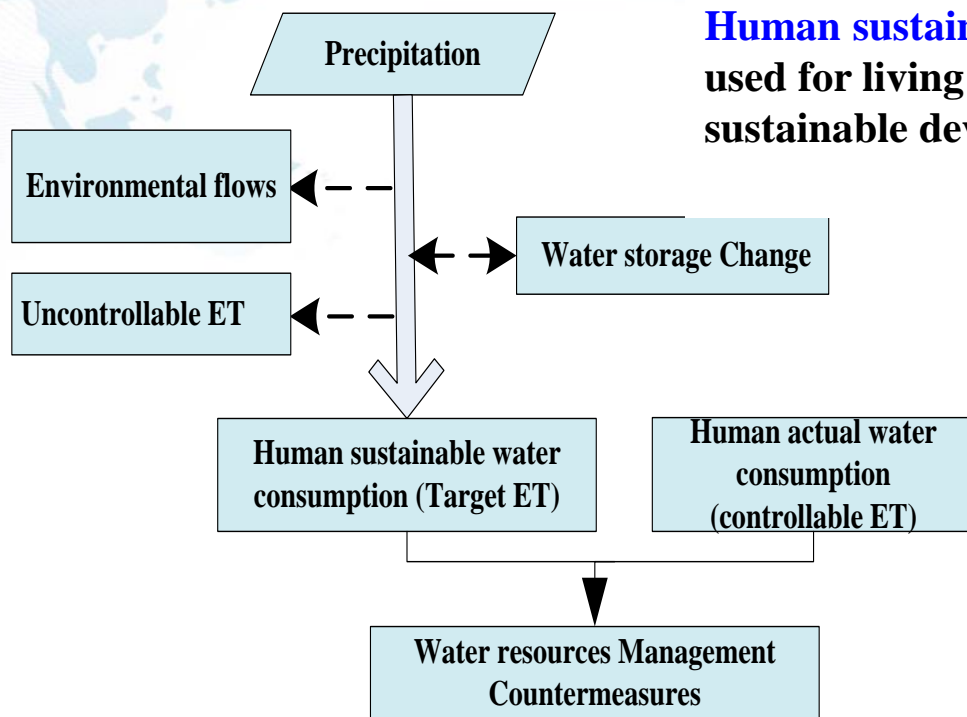 Precipitation
Human sustain
used for living
sustainable dev
Environmental flows
Water storage Change
Uncontrollable ET
Human sustainable water
consumption (Target ET)
Human actual water
consumption
(controllable ET)
Water resources Management
Countermeasures